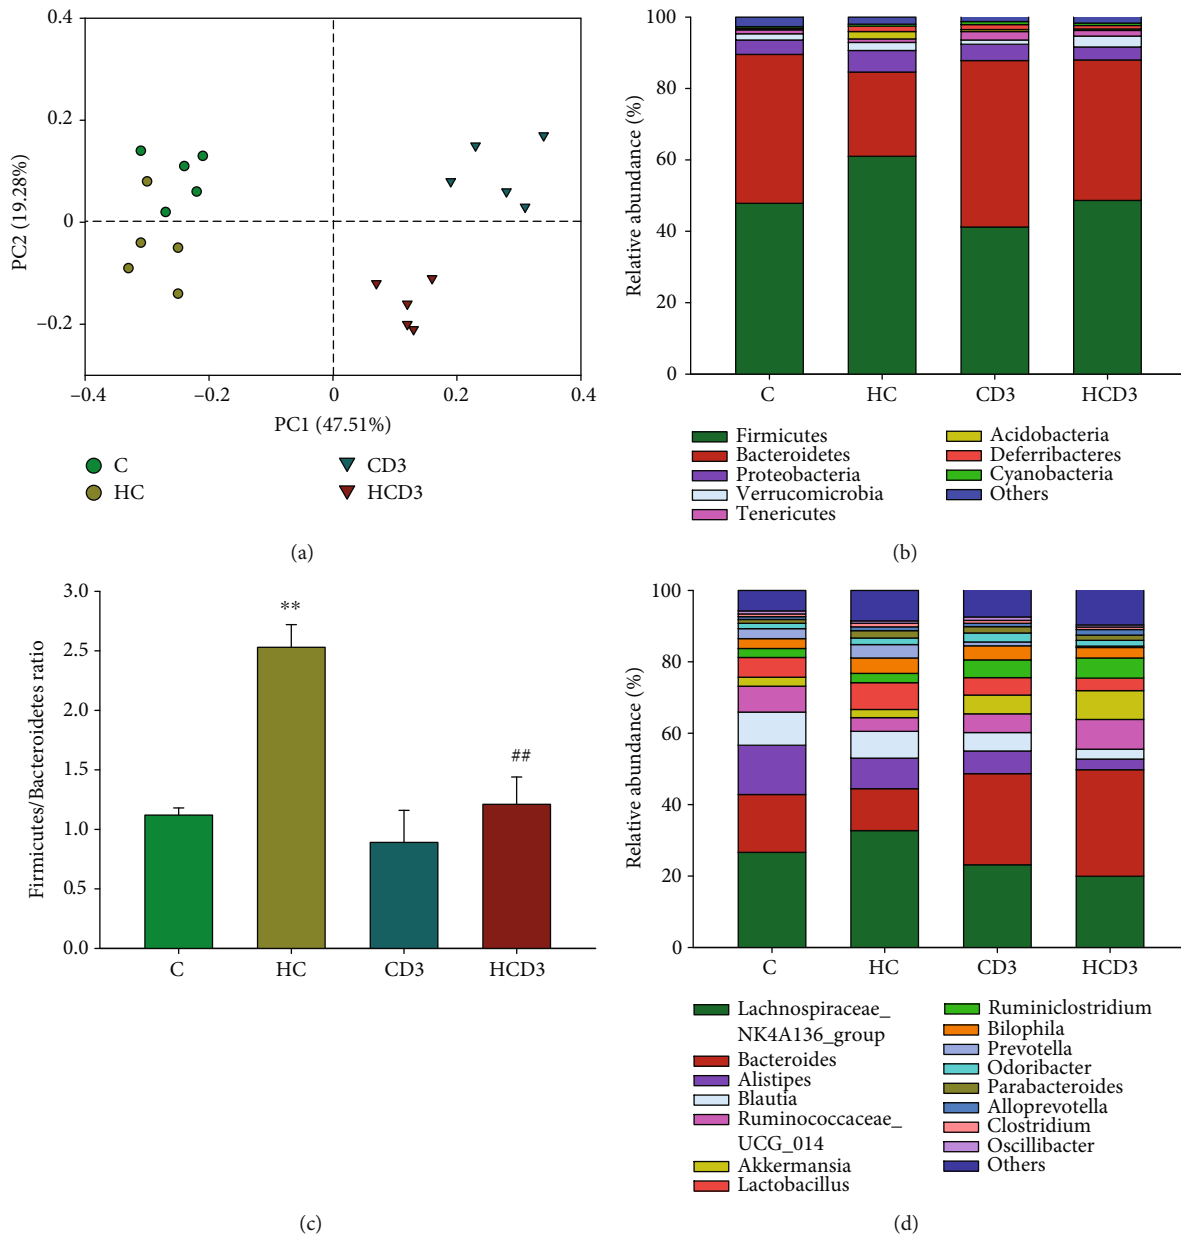 0.4
0.2
0
−0.2
PC2 (19.28%)
−0.4
−0.2
0
0.2
0.4
PC1 (47.51%)
C
HC
CD3
HCD3
(a)
100
80
60
40
20
0
Relative abundance (%)
C
HC
CD3
HCD3
Firmicutes
Bacteroidetes
Proteobacteria
Verrucomicrobia
Tenericutes
Acidobacteria
Deferribacteres
Cyanobacteria
Others
(b)
3.0
2.5
2.0
1.5
1.0
0.5
0.0
Firmicutes/Bacteroidetes ratio
**
##
C
HC
CD3
HCD3
(c)
100
80
60
40
20
0
Relative abundance (%)
C
HC
CD3
HCD3
Lachnospiraceae_
NK4A136_group
Bacteroides
Alistipes
Blautia
Ruminococcaceae_
UCG_014
Akkermansia
Lactobacillus
Ruminiclostridium
Bilophila
Prevotella
Odoribacter
Parabacteroides
Alloprevotella
Clostridium
Oscillibacter
Others
(d)